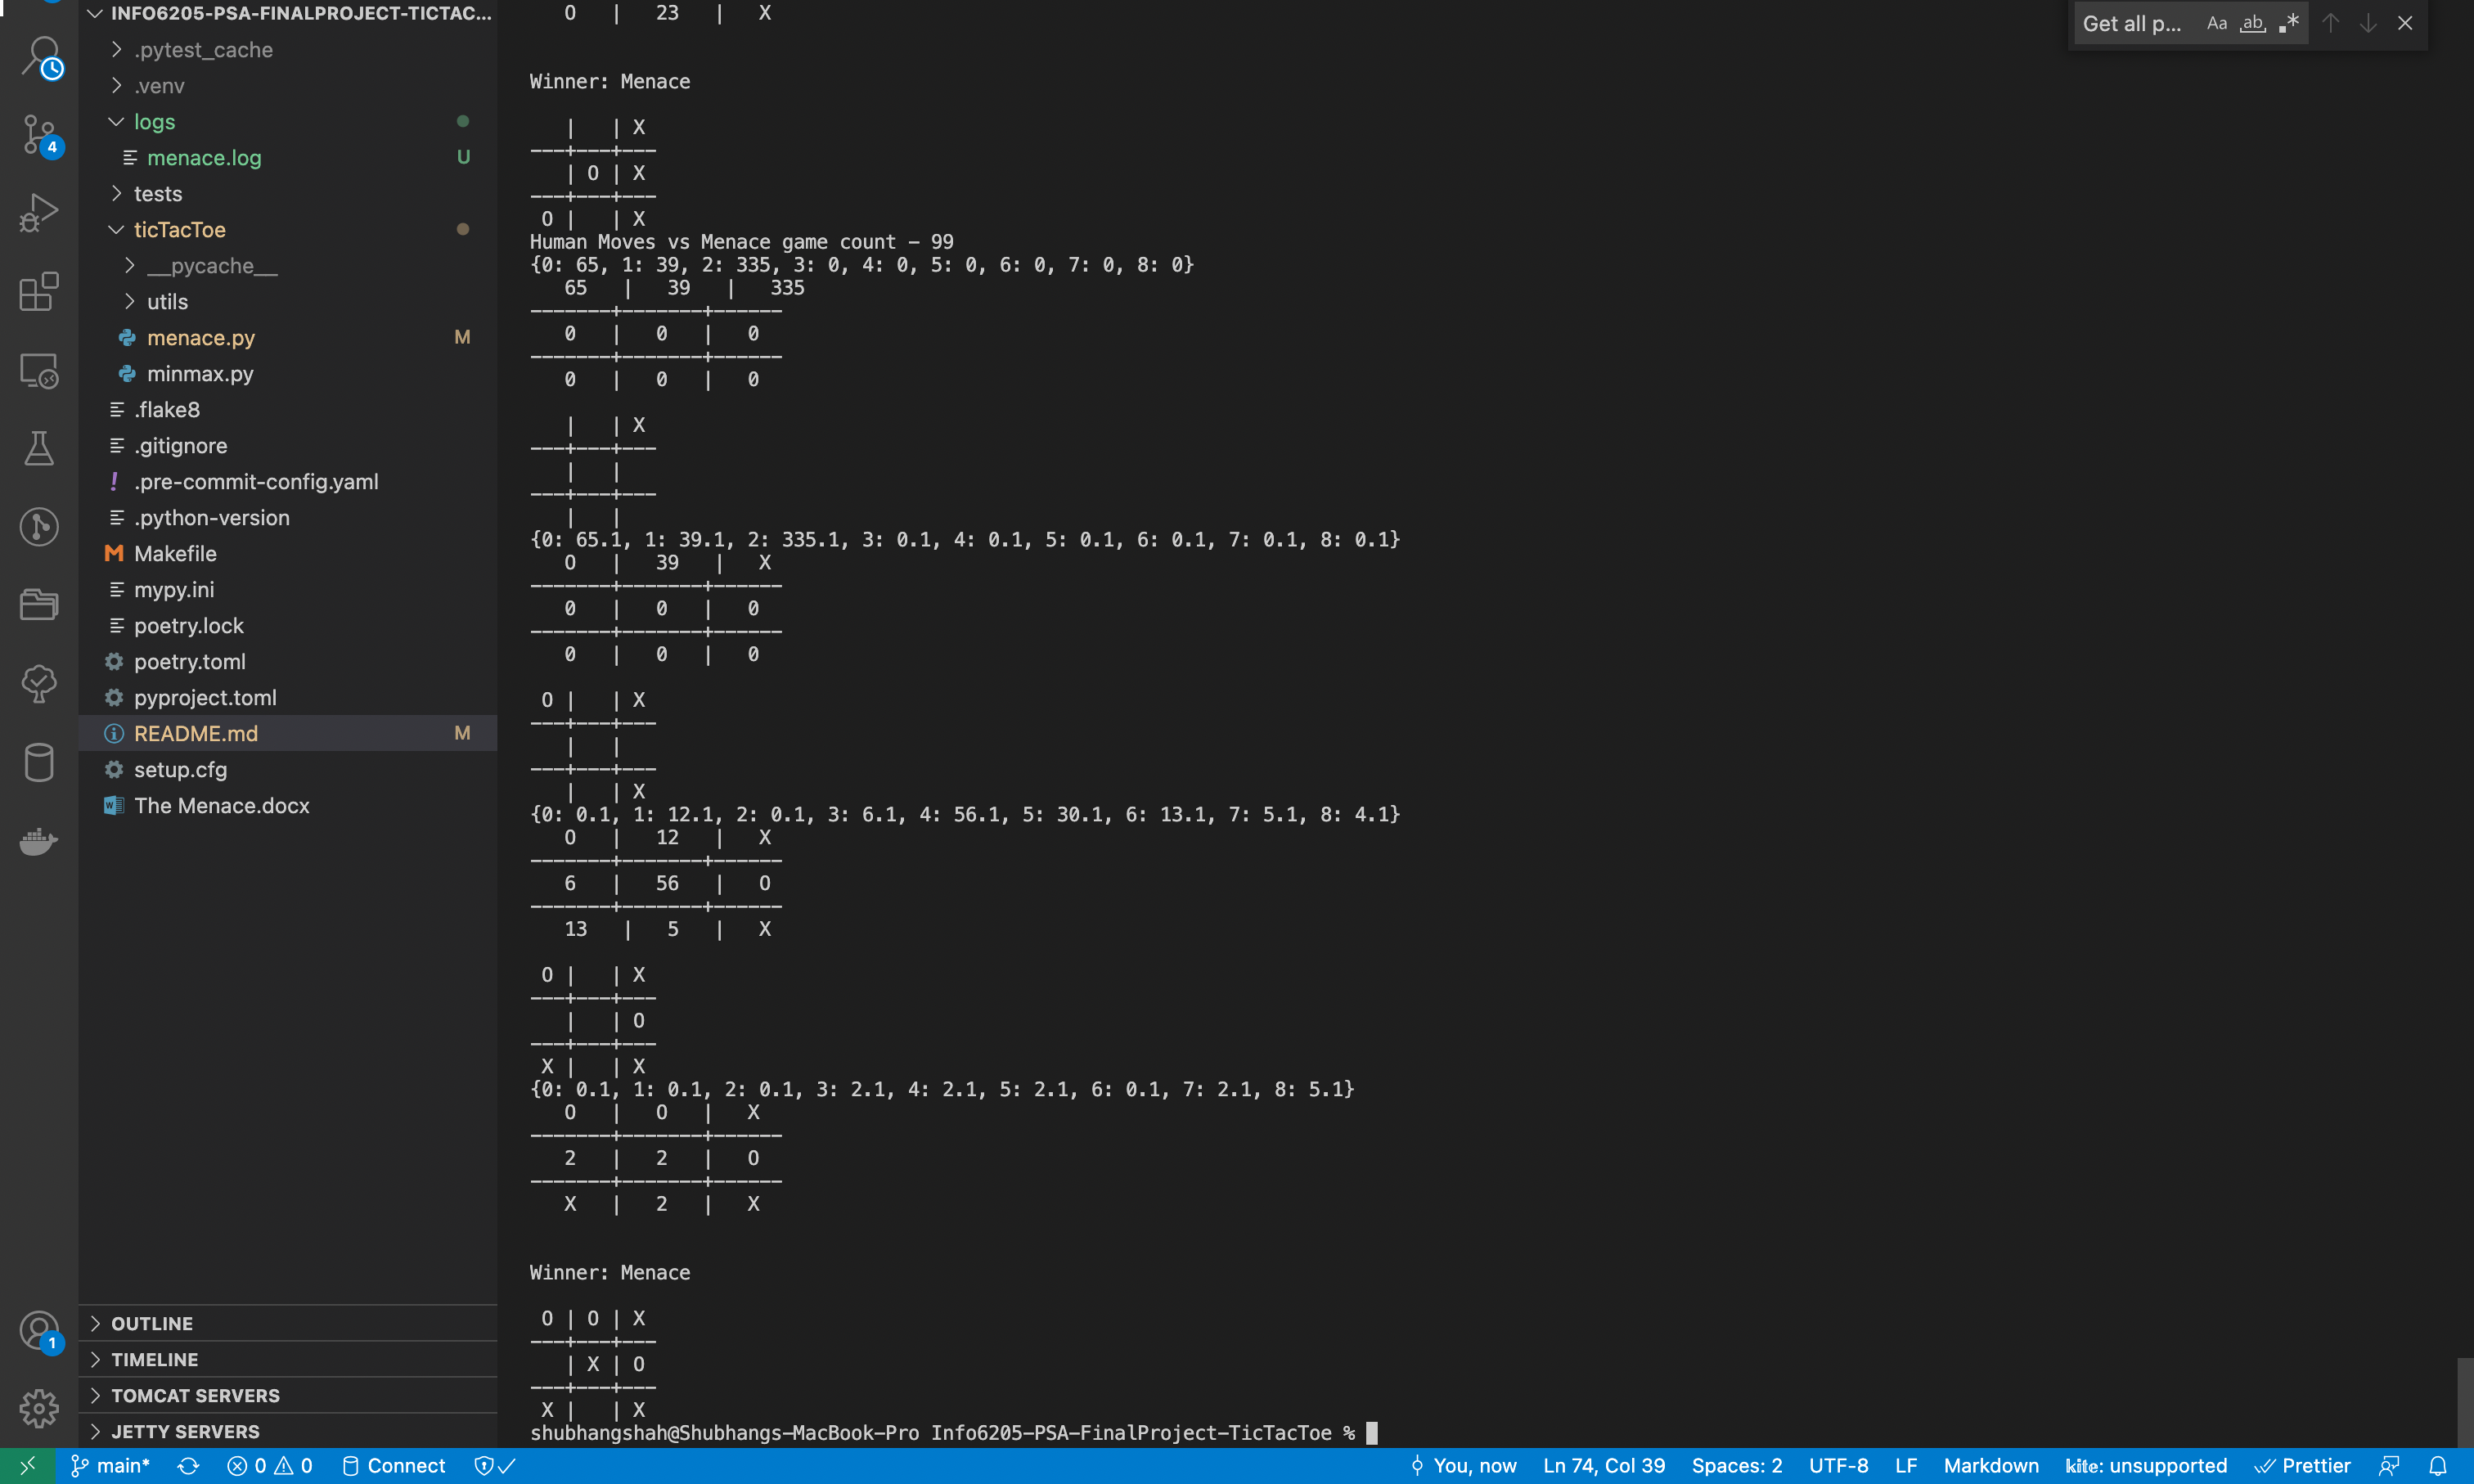 INFO6205-PSA-FINALPROJECT-TICTAC...
.pytest_cache
.venv
logs
menace.log U
tests
ticTacToe
__pycache__
utils
menace.py M
minmax.py
.flake8
.gitignore
! .pre-commit-config.yaml
.python-version
M Makefile
mypy.ini
poetry.lock
poetry.toml
pyproject.toml
README.md M
setup.cfg
The Menace.docx
OUTLINE
TIMELINE
TOMCAT SERVERS
JETTY SERVERS
4
1
Get all p... Aa ab .*
O | 23 | X
Winner: Menace
| | X
---+---+---
| O | X
---+---+---
O | | X
Human Moves vs Menace game count - 99
{0: 65, 1: 39, 2: 335, 3: 0, 4: 0, 5: 0, 6: 0, 7: 0, 8: 0}
65 | 39 | 335
-------+-------+------
0 | 0 | 0
-------+-------+------
0 | 0 | 0
| | X
---+---+---
| |
---+---+---
| |
{0: 65.1, 1: 39.1, 2: 335.1, 3: 0.1, 4: 0.1, 5: 0.1, 6: 0.1, 7: 0.1, 8: 0.1}
O | 39 | X
-------+-------+------
0 | 0 | 0
-------+-------+------
0 | 0 | 0
O | | X
---+---+---
| |
---+---+---
| | X
{0: 0.1, 1: 12.1, 2: 0.1, 3: 6.1, 4: 56.1, 5: 30.1, 6: 13.1, 7: 5.1, 8: 4.1}
O | 12 | X
-------+-------+------
6 | 56 | O
-------+-------+------
13 | 5 | X
O | | X
---+---+---
| | O
---+---+---
X | | X
{0: 0.1, 1: 0.1, 2: 0.1, 3: 2.1, 4: 2.1, 5: 2.1, 6: 0.1, 7: 2.1, 8: 5.1}
O | O | X
-------+-------+------
2 | 2 | O
-------+-------+------
X | 2 | X
Winner: Menace
O | O | X
---+---+---
| X | O
---+---+---
X | | X
shubhangshah@Shubhangs-MacBook-Pro Info6205-PSA-FinalProject-TicTacToe %
main* 0 0 Connect You, now Ln 74, Col 39 Spaces: 2 UTF-8 LF Markdown kite: unsupported Prettier